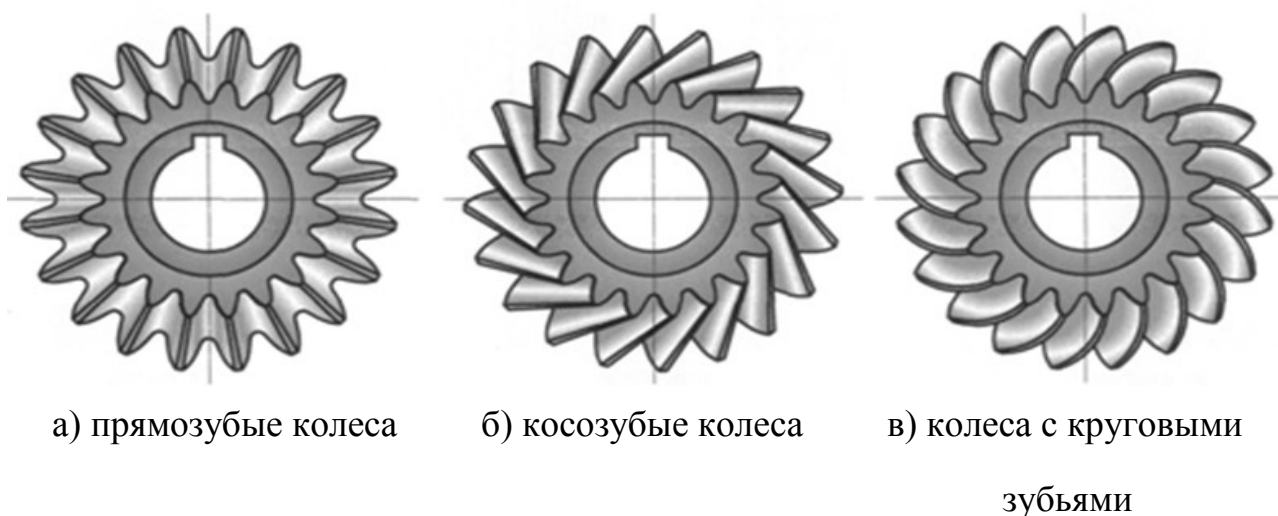 а) прямозубые колеса
б) косозубые колеса
в) колеса с круговыми
зубьями